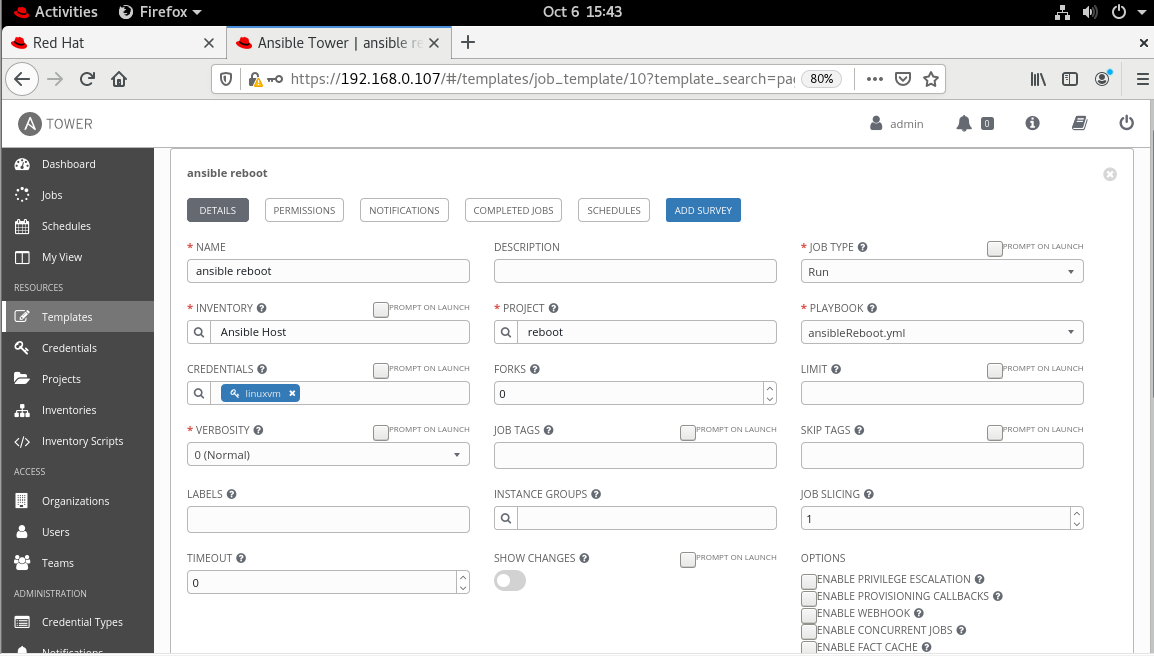 Activities Firefox Oct 6 15:43
Red Hat Ansible Tower | ansible re
https://192.168.0.107/#/templates/job_template/10?template_search=pa 80%
A TOWER admin 0
Dashboard
Jobs
Schedules
My View
RESOURCES
Templates
Credentials
Projects
Inventories
Inventory Scripts
ACCESS
Organizations
Users
Teams
ADMINISTRATION
Credential Types
Notifications
ansible reboot
DETAILS PERMISSIONS NOTIFICATIONS COMPLETED JOBS SCHEDULES ADD SURVEY
* NAME DESCRIPTION * JOB TYPE PROMPT ON LAUNCH
ansible reboot Run
* INVENTORY PROMPT ON LAUNCH * PROJECT * PLAYBOOK
Ansible Host reboot ansibleReboot.yml
CREDENTIALS PROMPT ON LAUNCH FORKS LIMIT PROMPT ON LAUNCH
linuxvm 0
* VERBOSITY PROMPT ON LAUNCH JOB TAGS PROMPT ON LAUNCH SKIP TAGS PROMPT ON LAUNCH
0 (Normal)
LABELS INSTANCE GROUPS JOB SLICING
1
TIMEOUT SHOW CHANGES PROMPT ON LAUNCH OPTIONS
0
ENABLE PRIVILEGE ESCALATION
ENABLE PROVISIONING CALLBACKS
ENABLE WEBHOOK
ENABLE CONCURRENT JOBS
ENABLE FACT CACHE